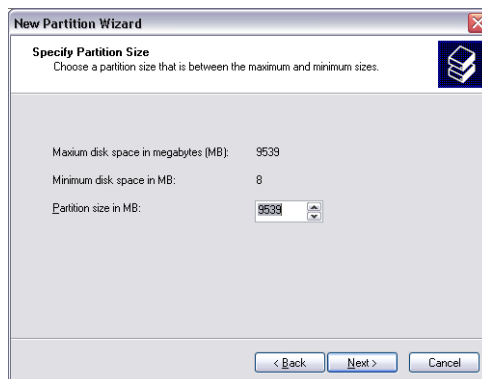 New Partition Wizard
Specify Partition Size
Choose a partition size that is between the maximum and minimum sizes.
Maxium disk space in megabytes (MB): 9539
Minimum disk space in MB: 8
Partition size in MB: 9539
< Back Next > Cancel